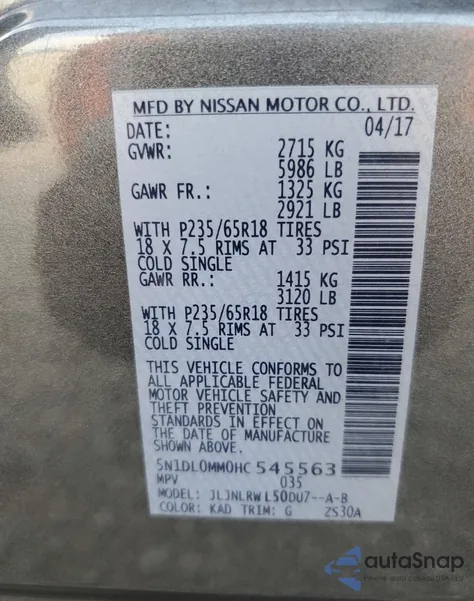 MFD BY NISSAN MOTOR CO., LTD.
DATE: 04/17
GVWR: 2715 KG
5986 LB
GAWR FR.: 1325 KG
2921 LB
WITH P235/65R18 TIRES
18 X 7.5 RIMS AT 33 PSI
COLD SINGLE
GAWR RR.: 1415 KG
3120 LB
WITH P235/65R18 TIRES
18 X 7.5 RIMS AT 33 PSI
COLD SINGLE
THIS VEHICLE CONFORMS TO
ALL APPLICABLE FEDERAL
MOTOR VEHICLE SAFETY AND
THEFT PREVENTION
STANDARDS IN EFFECT ON
THE DATE OF MANUFACTURE
SHOWN ABOVE.
5N1DL0MM0HC 545563
MPV 035
MODEL: JLJNLRW L50DU7--A-B
COLOR: KAD TRIM: G ZS30A
autoSnap